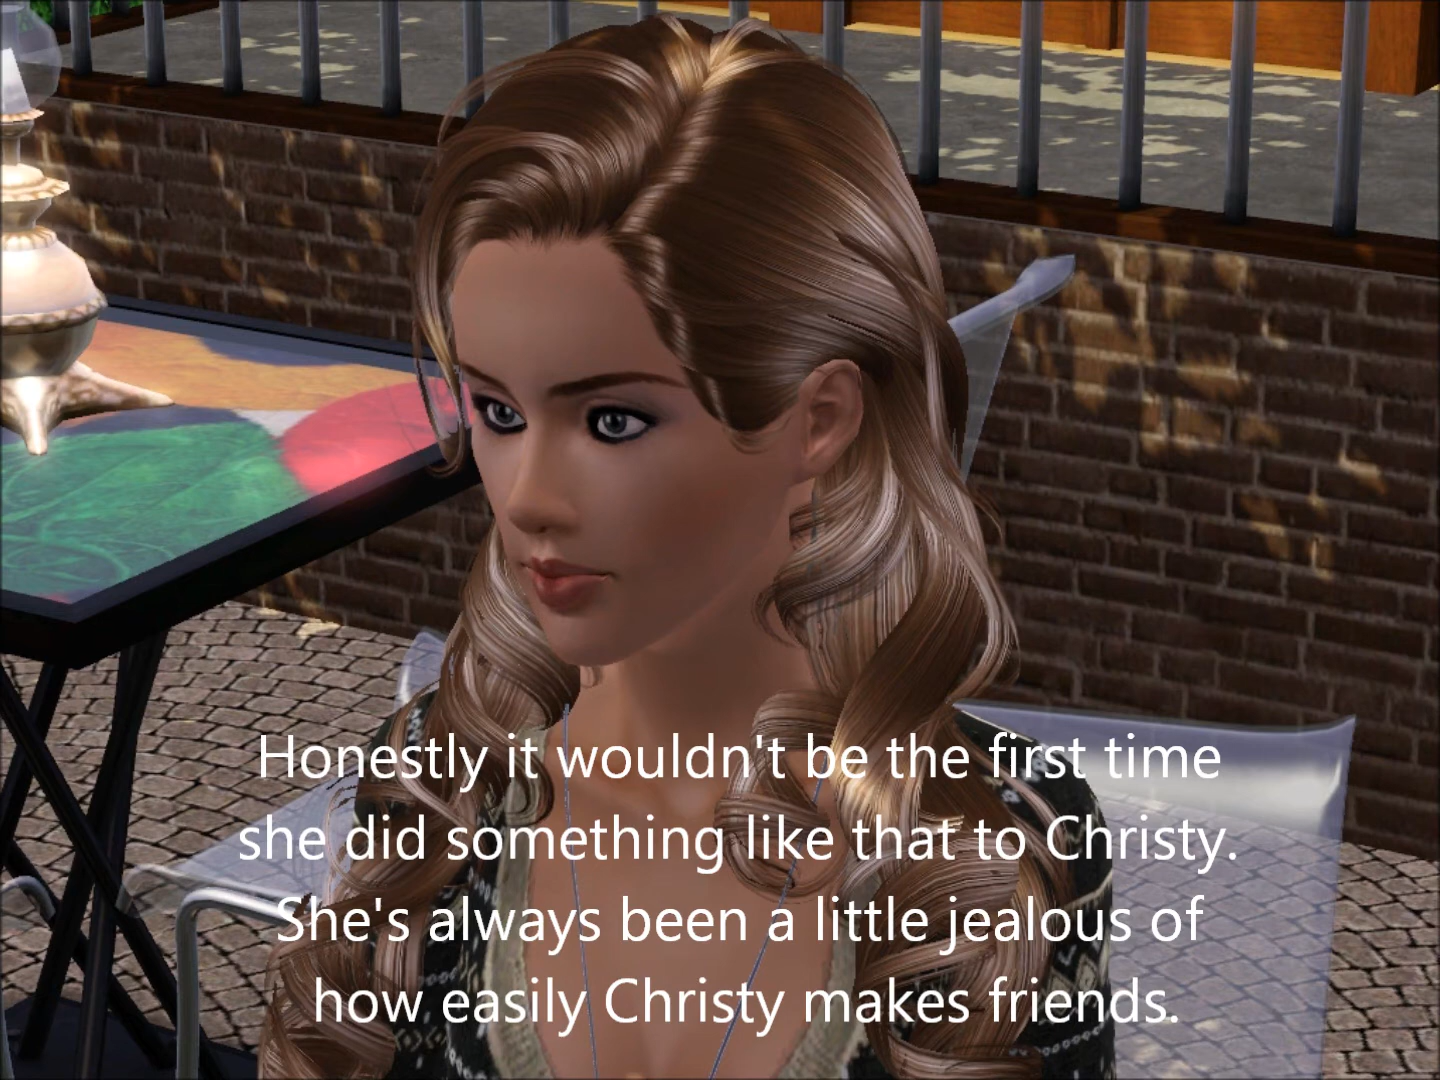 Honestly it wouldn't be the first time
she did something like that to Christy.
She's always been a little jealous of
how easily Christy makes friends.